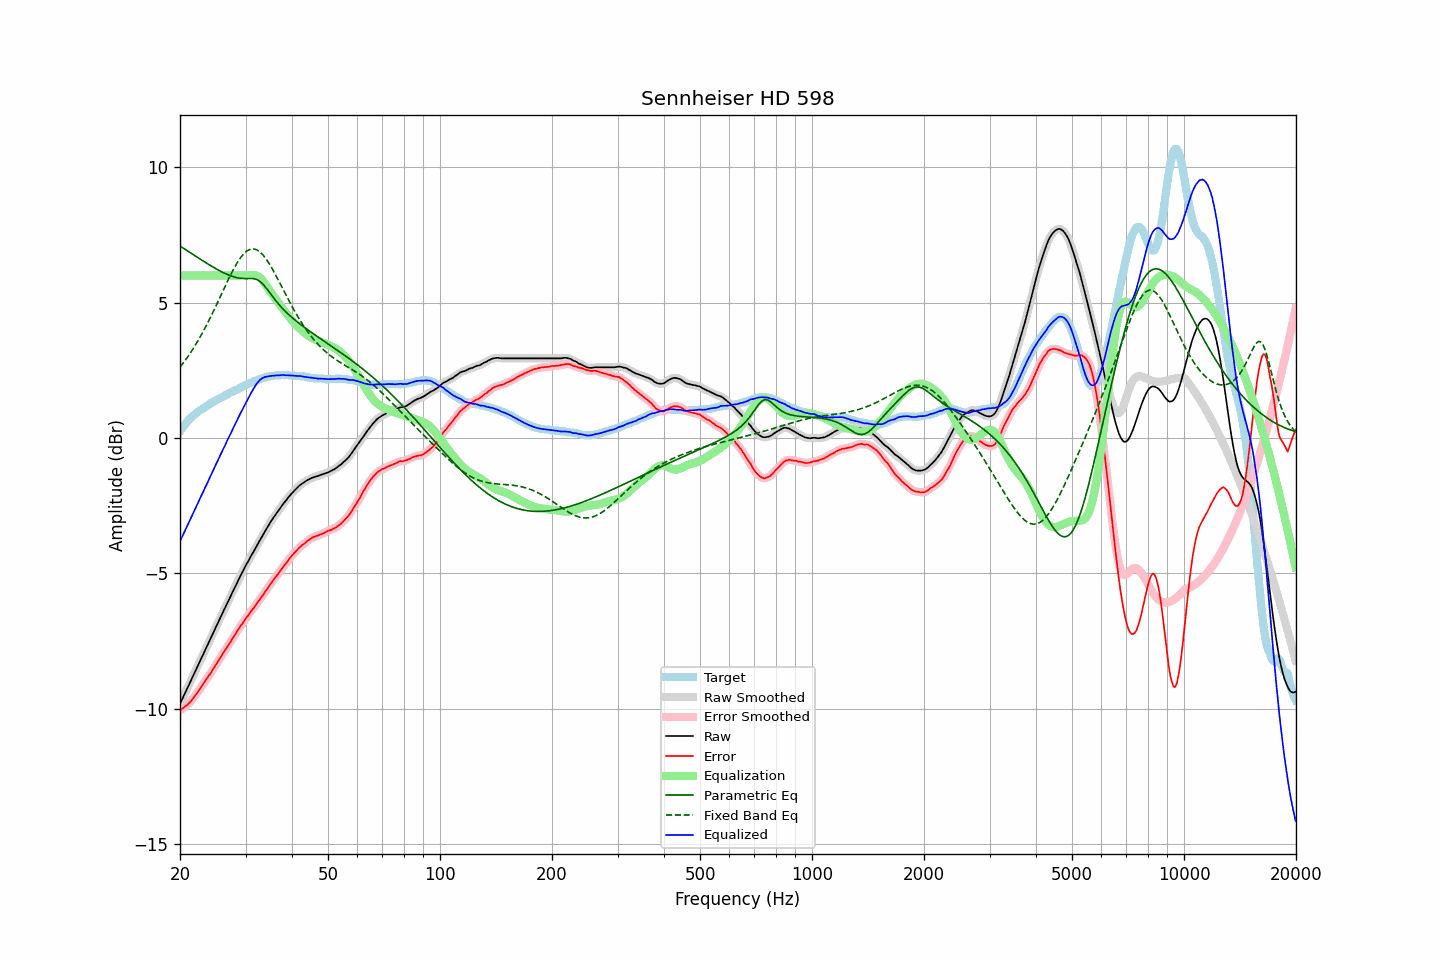 Sennheiser HD 598
Amplitude (dBr)
10
5
0
−5
−10
−15
Target
Raw Smoothed
Error Smoothed
Raw
Error
Equalization
Parametric Eq
Fixed Band Eq
Equalized
20 50 100 200 500 1000 2000 5000 10000 20000
Frequency (Hz)